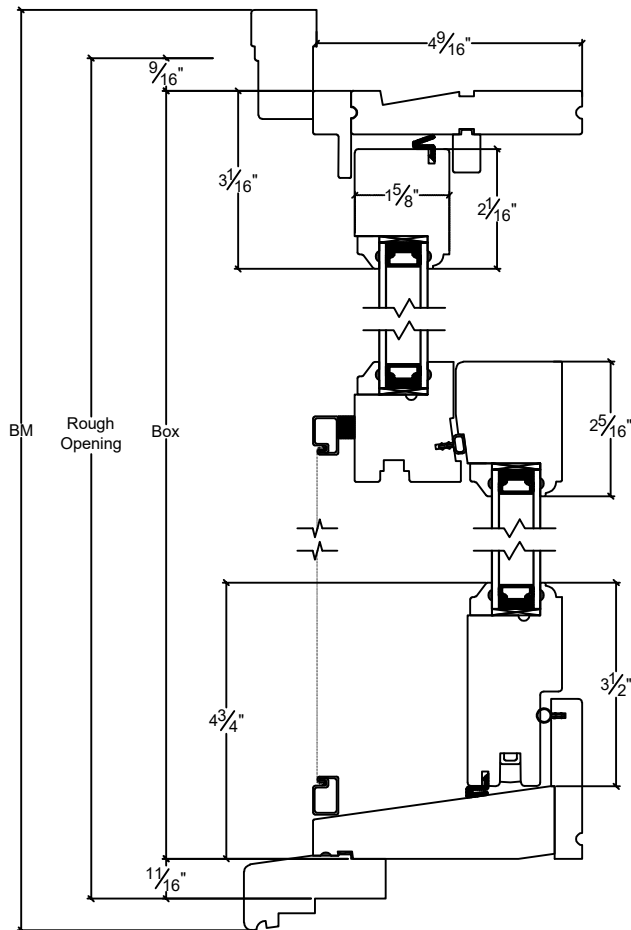 4 9/16"
9/16"
3 1/16"
1 5/8"
2 1/16"
BM
Rough
Opening
Box
2 5/16"
4 3/4"
3 1/2"
11/16"